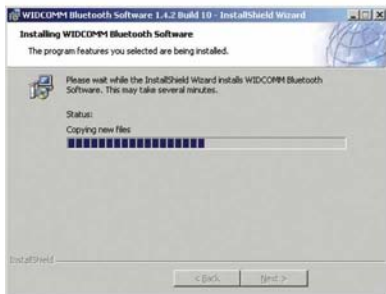 WIDCOMM Bluetooth Software 1.4.2 Build 10 - InstallShield Wizard
Installing WIDCOMM Bluetooth Software
The program features you selected are being installed.
Please wait while the InstallShield Wizard installs WIDCOMM Bluetooth
Software. This may take several minutes.
Status:
Copying new files
InstallShield
< Back
Next >